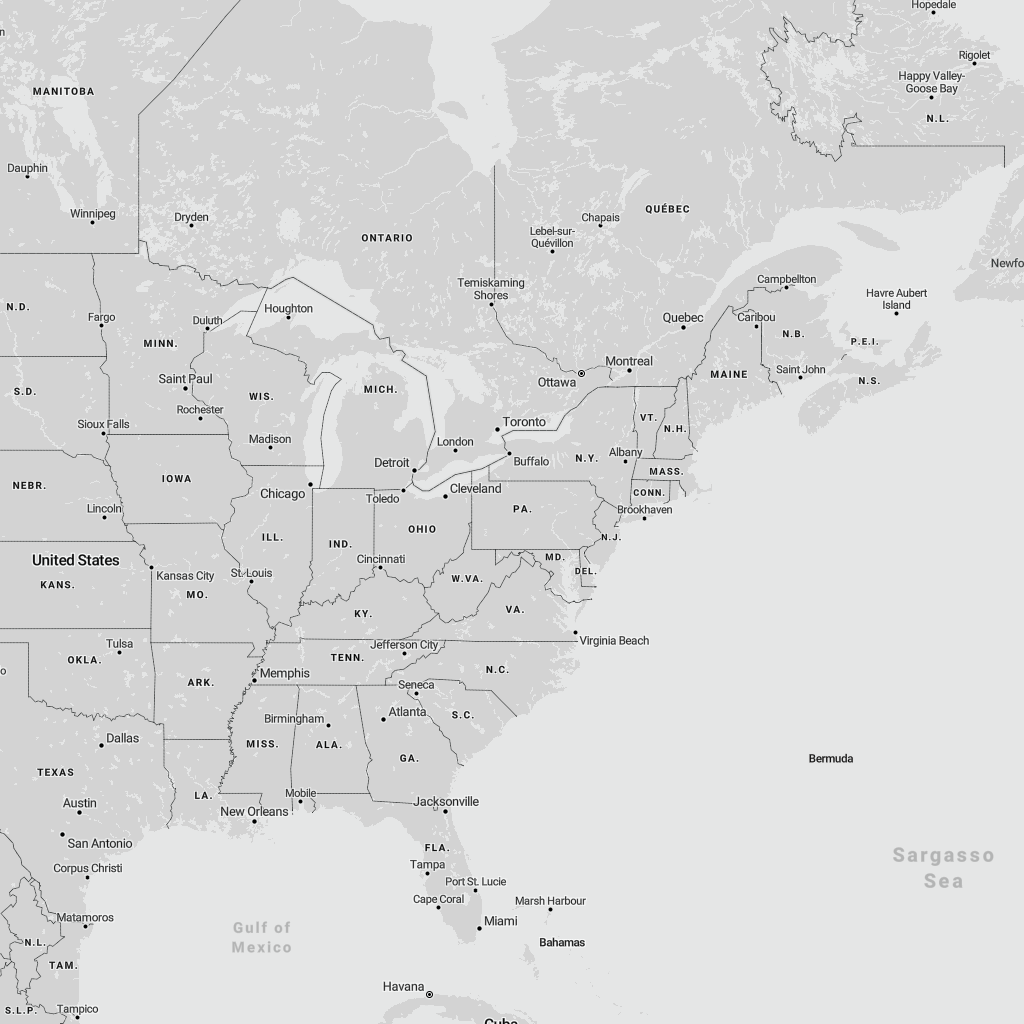 Hopedale
Rigolet
Happy Valley-
Goose Bay
N.L.
MANITOBA
Dauphin
Winnipeg
Dryden
ONTARIO
Chapais
QUÉBEC
Lebel-sur-
Quévillon
Temiskaming
Shores
Campbellton
Havre Aubert
Island
Newfo
N.D.
Fargo
Duluth
Houghton
Quebec
Caribou
N.B.
P.E.I.
MINN.
Montreal
Ottawa
MAINE
Saint John
N.S.
S.D.
Saint Paul
WIS.
MICH.
Rochester
Sioux Falls
Madison
Toronto
London
VT.
N.H.
Buffalo
N.Y.
Albany
MASS.
NEBR.
IOWA
Chicago
Detroit
Toledo
Cleveland
CONN.
Brookhaven
Lincoln
PA.
OHIO
ILL.
IND.
N.J.
United States
KANS.
Kansas City
MO.
St. Louis
Cincinnati
MD.
DEL.
W.VA.
KY.
VA.
Virginia Beach
Tulsa
OKLA.
Jefferson City
TENN.
Memphis
N.C.
ARK.
Seneca
Birmingham
Atlanta
S.C.
Dallas
MISS.
ALA.
GA.
Bermuda
TEXAS
LA.
Mobile
Jacksonville
Austin
New Orleans
San Antonio
FLA.
Sargasso
Sea
Corpus Christi
Tampa
Port St. Lucie
Cape Coral
Marsh Harbour
Matamoros
Miami
Gulf of
Mexico
Bahamas
N.L.
TAM.
Havana
S.L.P.
Tampico
Cuba